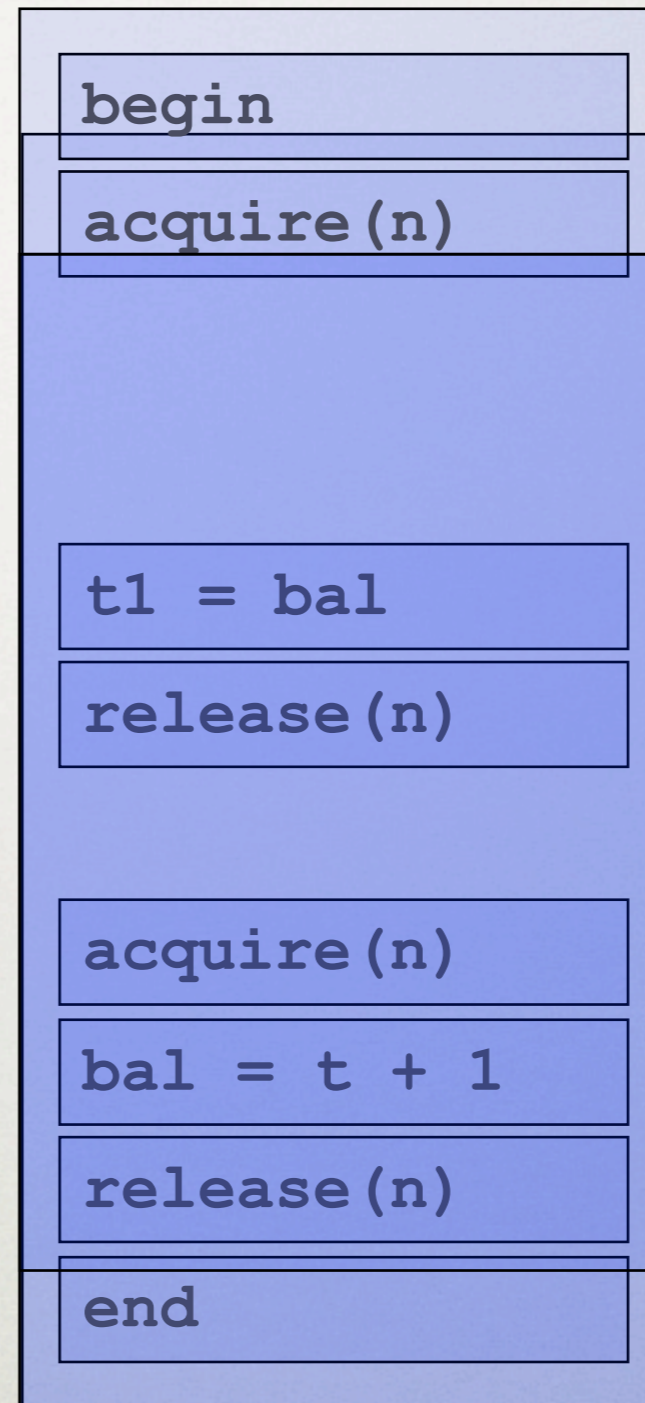 begin
acquire(n)
t1 = bal
release(n)
acquire(n)
bal = t + 1
release(n)
end